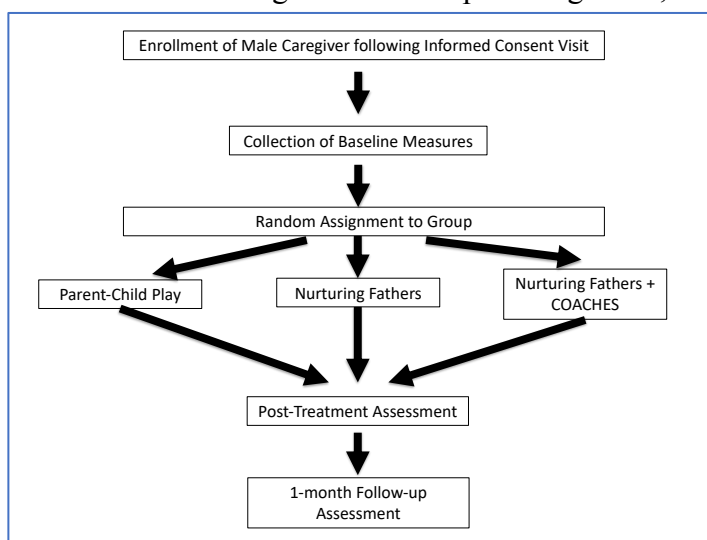 Enrollment of Male Caregiver following Informed Consent Visit
Collection of Baseline Measures
Random Assignment to Group
Parent-Child Play
Nurturing Fathers
Nurturing Fathers +
COACHES
Post-Treatment Assessment
1-month Follow-up
Assessment